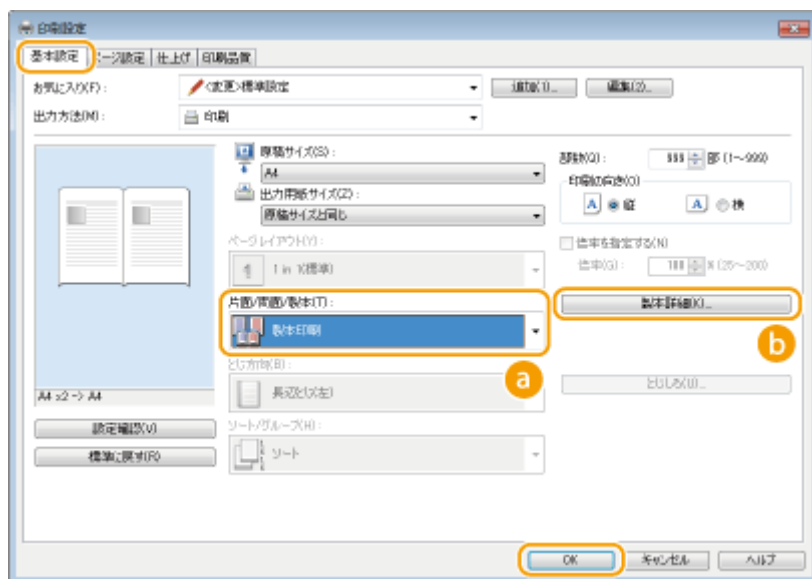 印刷設定
基本設定 ページ設定 仕上げ 印刷品質
お気に入り(F): <変更>標準設定 追加(1)... 編集(2)...
出力方法(M): 印刷
原稿サイズ(S):
A4
出力用紙サイズ(Z):
原稿サイズと同じ
部数(Q): 部 (1～999)
印刷の向き(O)
A 縦 A 横
ページレイアウト(Y):
1 in 1(標準)
倍率を指定する(N)
倍率(G): % (25～200)
片面/両面/製本(T):
製本印刷
製本詳細(K)...
a
b
とじ方向(B):
長辺とじ(左)
とじしろ(U)...
A4 x2 -> A4
設定確認(V)
標準に戻す(R)
ソート/グループ(H):
ソート
OK キャンセル ヘルプ